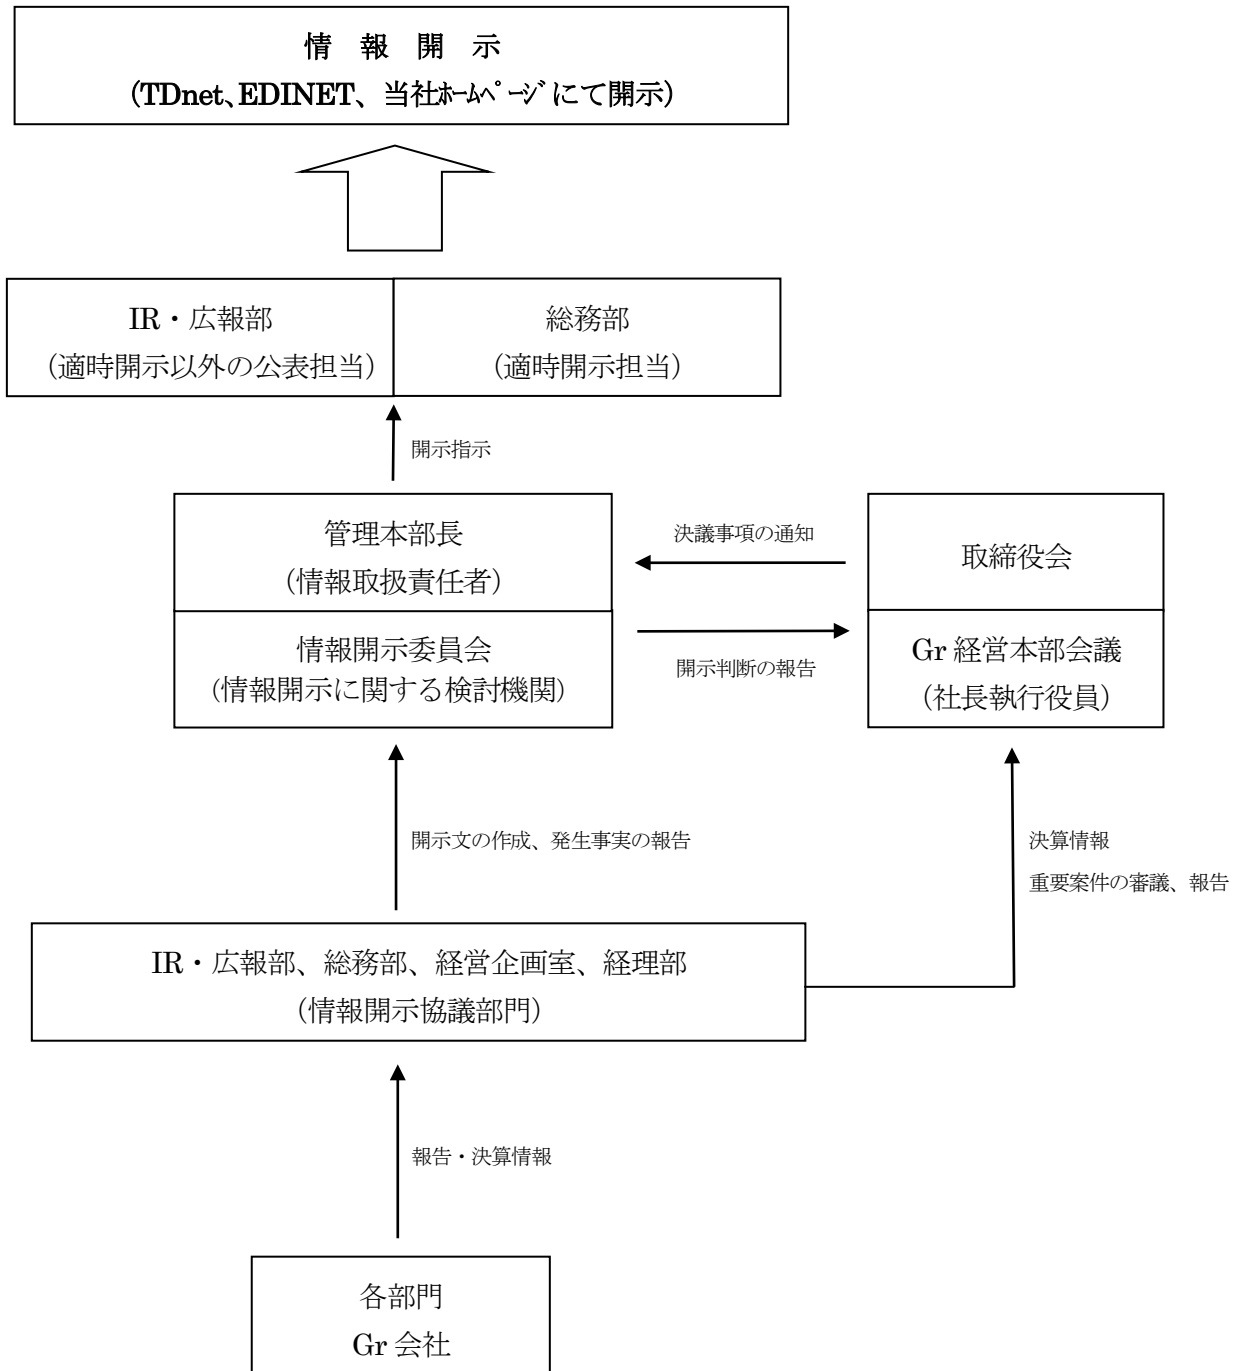 情 報 開 示
(TDnet、EDINET、当社ﾎｰﾑﾍﾟｰｼﾞにて開示)
IR・広報部
(適時開示以外の公表担当)
総務部
(適時開示担当)
開示指示
管理本部長
(情報取扱責任者)
決議事項の通知
取締役会
情報開示委員会
(情報開示に関する検討機関)
開示判断の報告
Gr 経営本部会議
(社長執行役員)
開示文の作成、発生事実の報告
決算情報
重要案件の審議、報告
IR・広報部、総務部、経営企画室、経理部
(情報開示協議部門)
報告・決算情報
各部門
Gr 会社